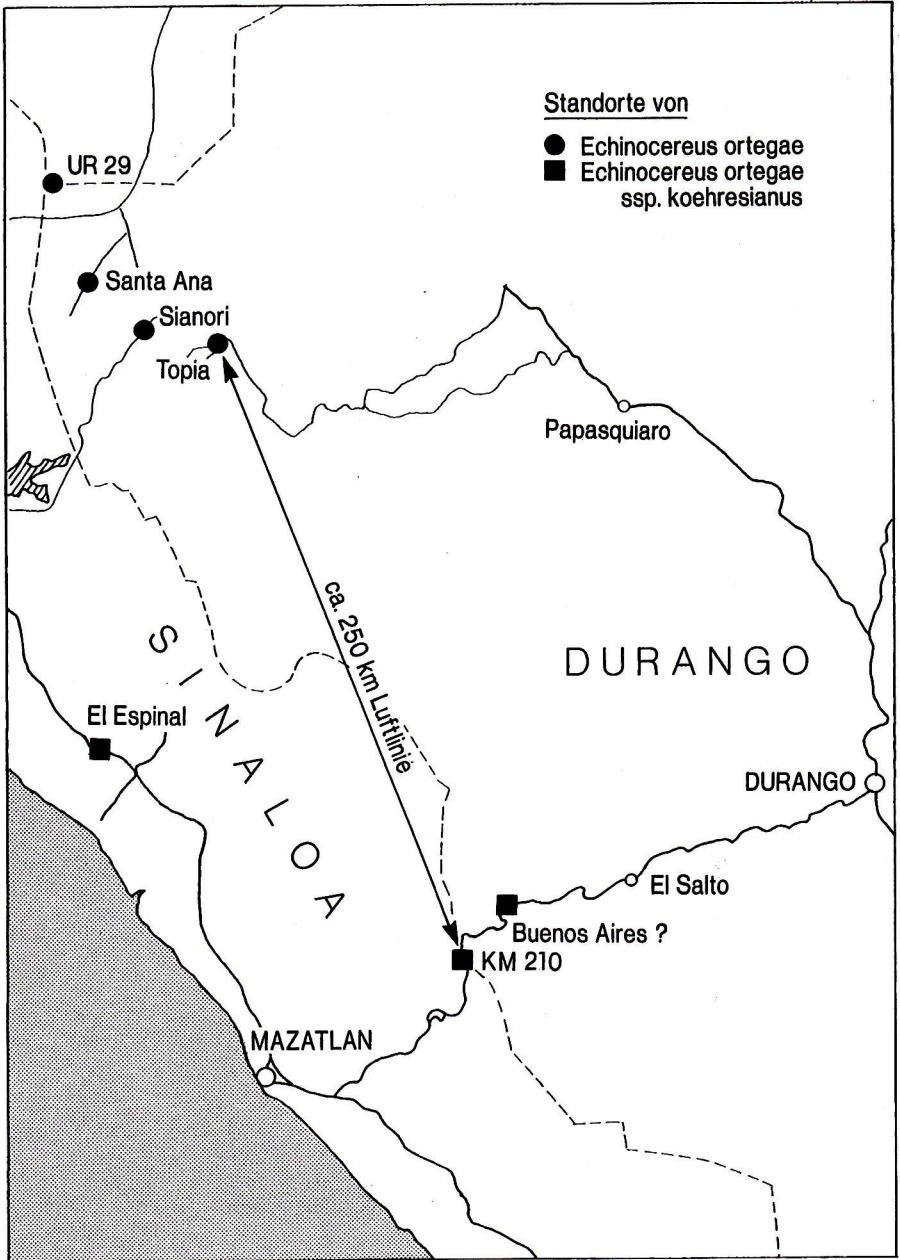 Standorte von
Echinocereus ortegae
Echinocereus ortegae
ssp. koehresianus
UR 29
Santa Ana
Sianori
Topia
Papasquiaro
ca. 250 km Luftlinie
SINALOA
DURANGO
El Espinal
DURANGO
El Salto
Buenos Aires ?
KM 210
MAZATLAN